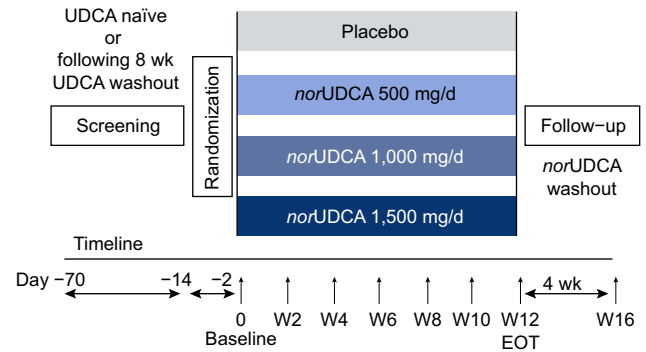 UDCA naïve
or
following 8 wk
UDCA washout
Screening
Randomization
Placebo
norUDCA 500 mg/d
norUDCA 1,000 mg/d
norUDCA 1,500 mg/d
Follow−up
norUDCA
washout
Timeline
Day −70 −14 −2
4 wk
0 W2 W4 W6 W8 W10 W12 W16
Baseline EOT